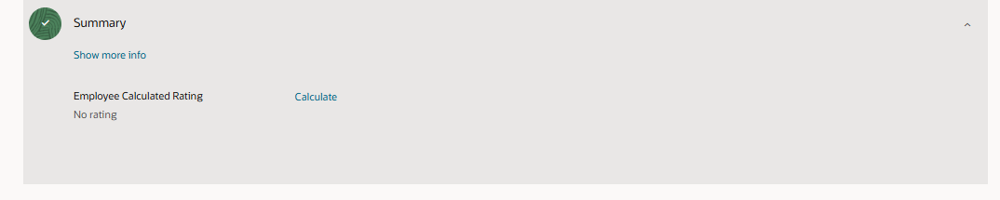 Summary
Show more info
Employee Calculated Rating
Calculate
No rating